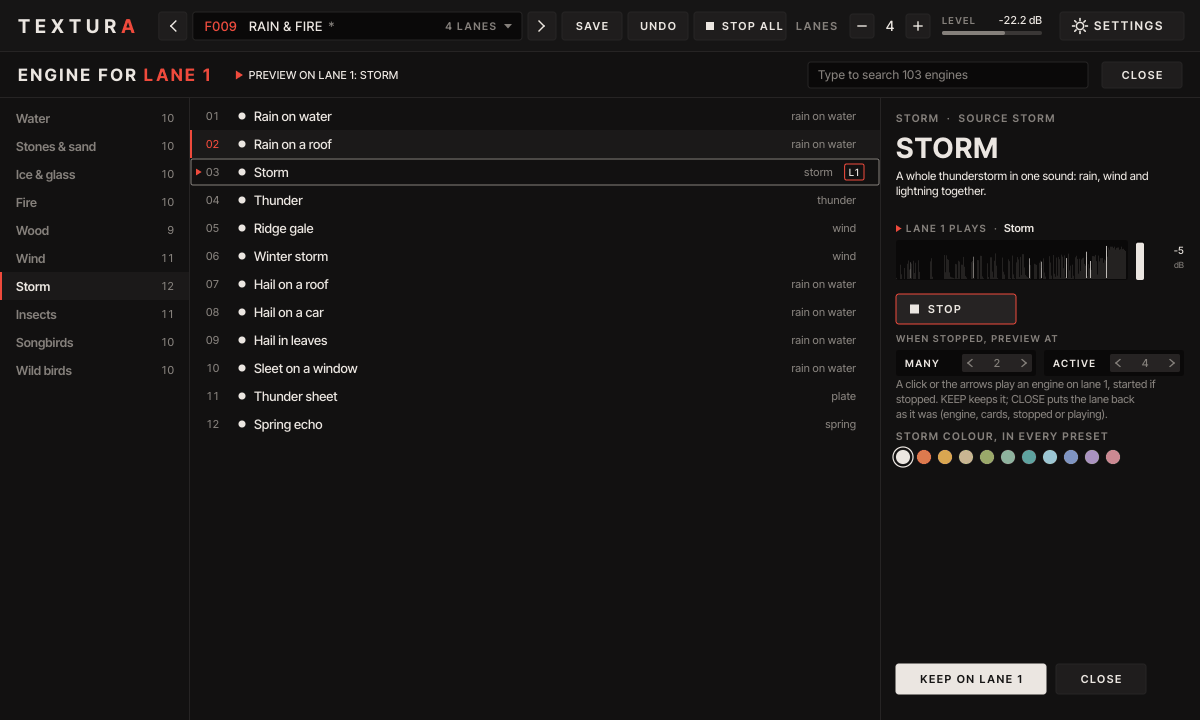 TEXTURA
F009 RAIN & FIRE * 4 LANES
SAVE
UNDO
STOP ALL
LANES
4
LEVEL -22.2 dB
SETTINGS
ENGINE FOR LANE 1
PREVIEW ON LANE 1: STORM
Type to search 103 engines
CLOSE
Water 10
Stones & sand 10
Ice & glass 10
Fire 10
Wood 9
Wind 11
Storm 12
Insects 11
Songbirds 10
Wild birds 10
01 Rain on water rain on water
02 Rain on a roof rain on water
03 Storm storm L1
04 Thunder thunder
05 Ridge gale wind
06 Winter storm wind
07 Hail on a roof rain on water
08 Hail on a car rain on water
09 Hail in leaves rain on water
10 Sleet on a window rain on water
11 Thunder sheet plate
12 Spring echo spring
STORM · SOURCE STORM
STORM
A whole thunderstorm in one sound: rain, wind and
lightning together.
LANE 1 PLAYS · Storm
-5
dB
STOP
WHEN STOPPED, PREVIEW AT
MANY 2 ACTIVE 4
A click or the arrows play an engine on lane 1, started if
stopped. KEEP keeps it; CLOSE puts the lane back
as it was (engine, cards, stopped or playing).
STORM COLOUR, IN EVERY PRESET
KEEP ON LANE 1
CLOSE